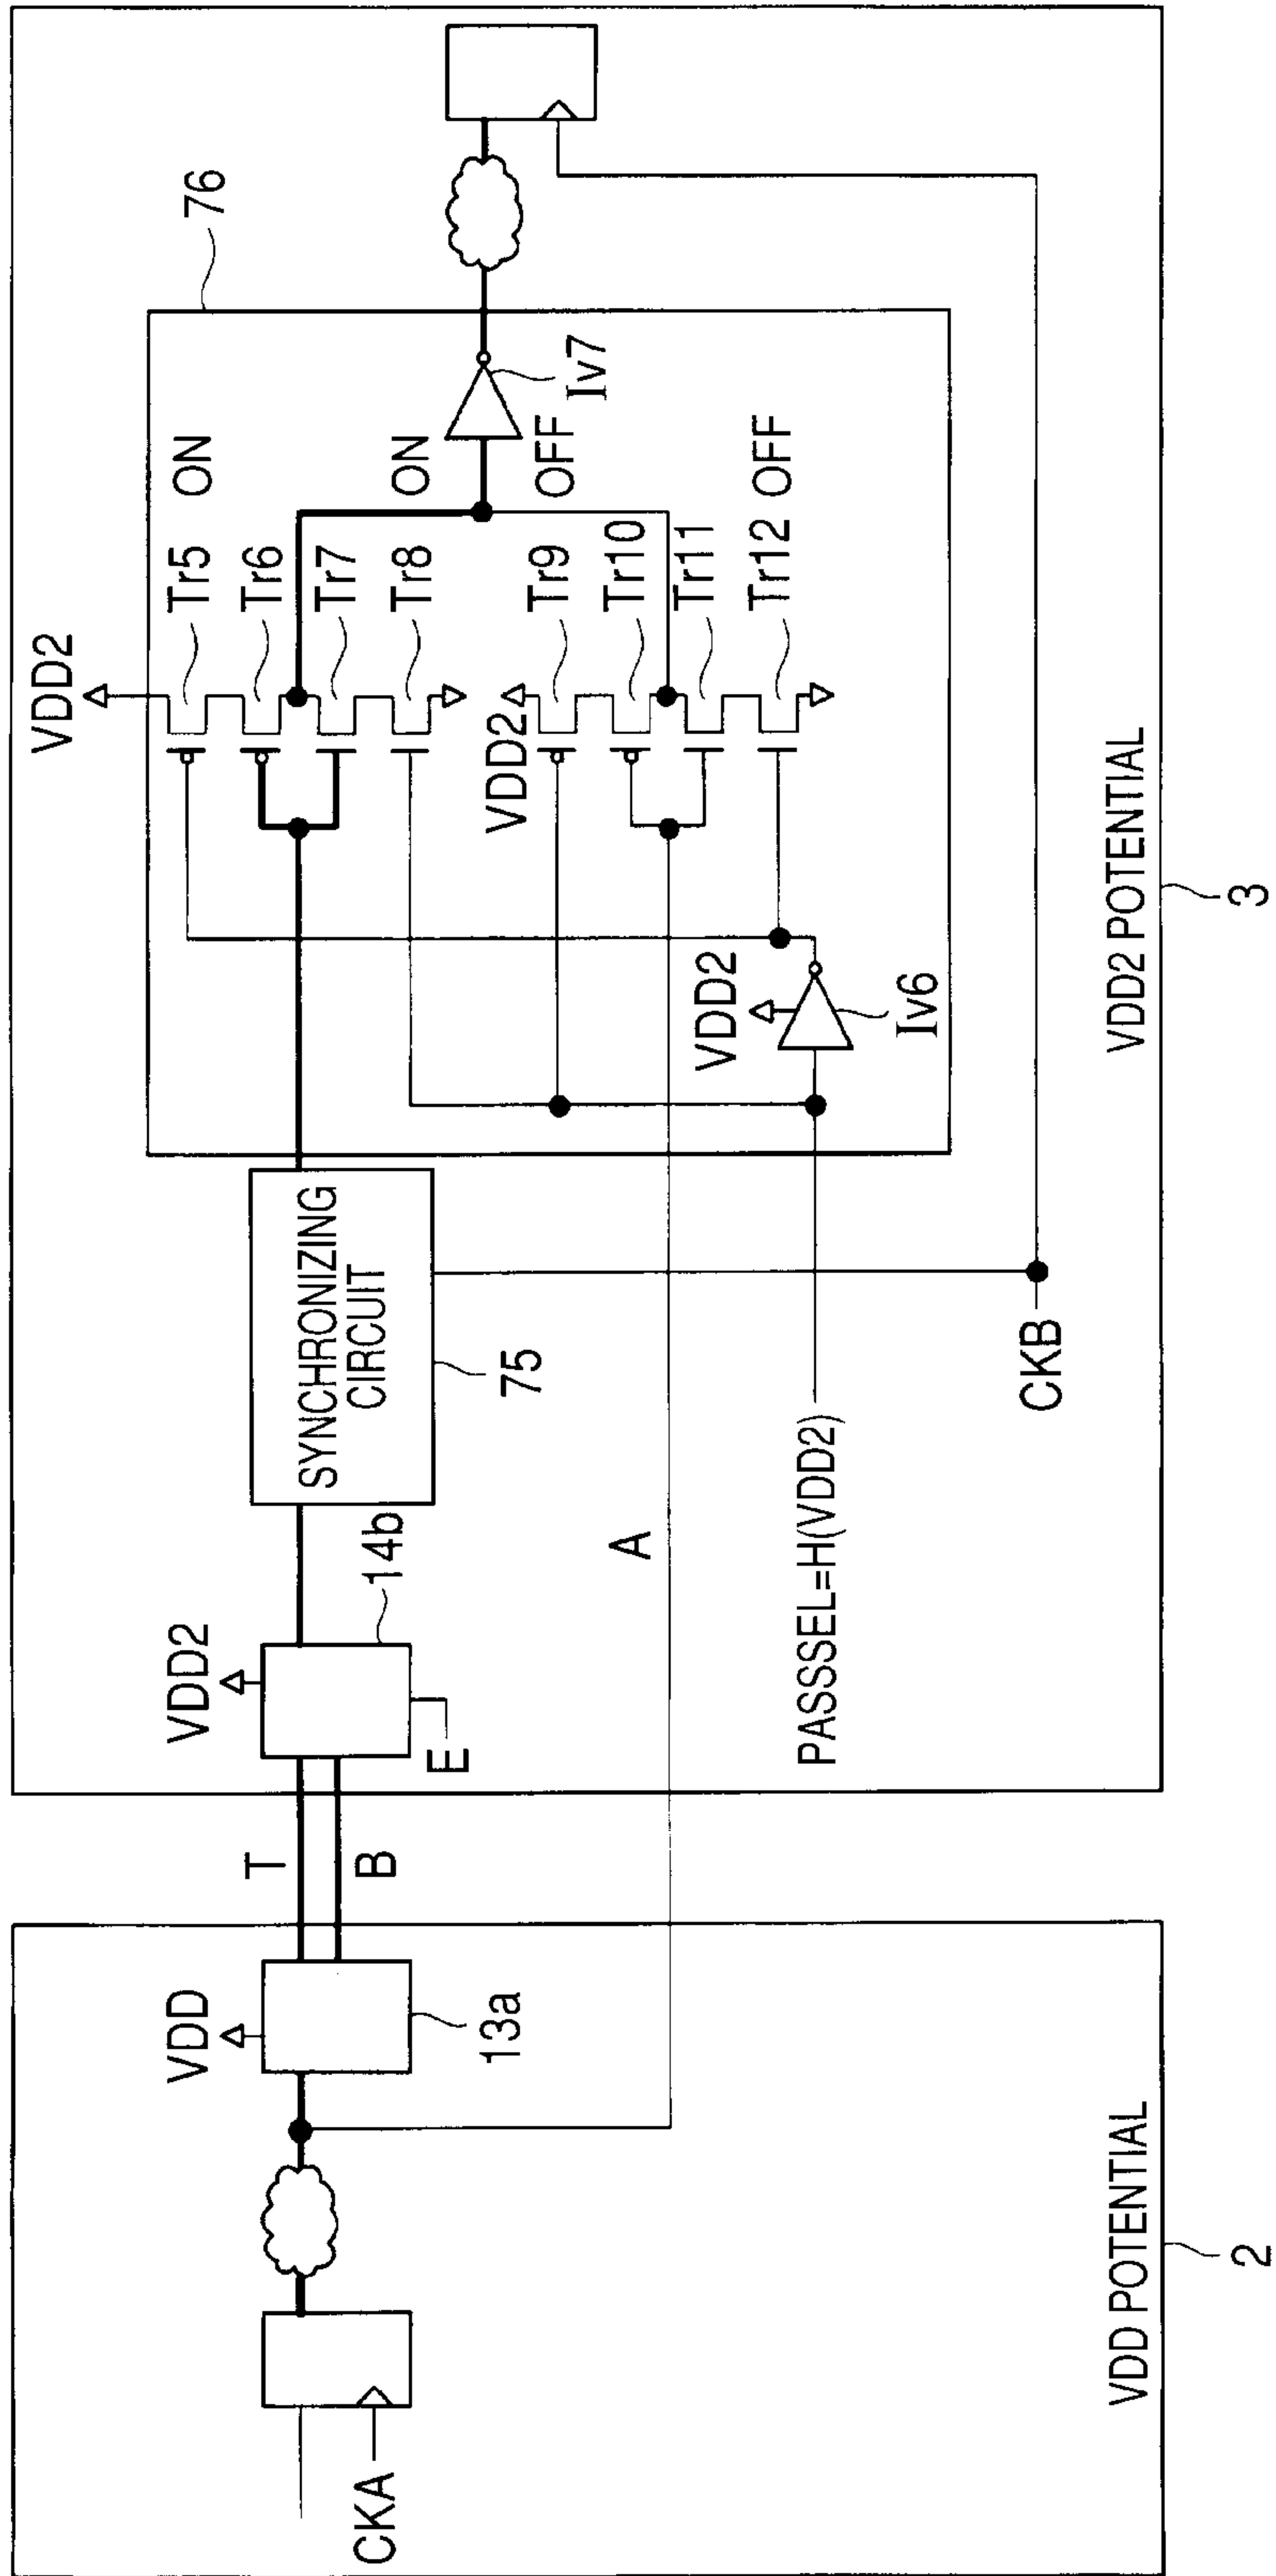 VDD2
Tr5
ON
Tr6
Tr7
Tr8
ON
76
VDD2
Tr9
OFF
Tr10
Tr11
Tr12
OFF
Iv7
VDD2
Iv6
SYNCHRONIZING
CIRCUIT
75
VDD2
14b
E
T
B
VDD
13a
A
PASSSEL=H(VDD2)
CKA
CKB
VDD POTENTIAL
2
VDD2 POTENTIAL
3